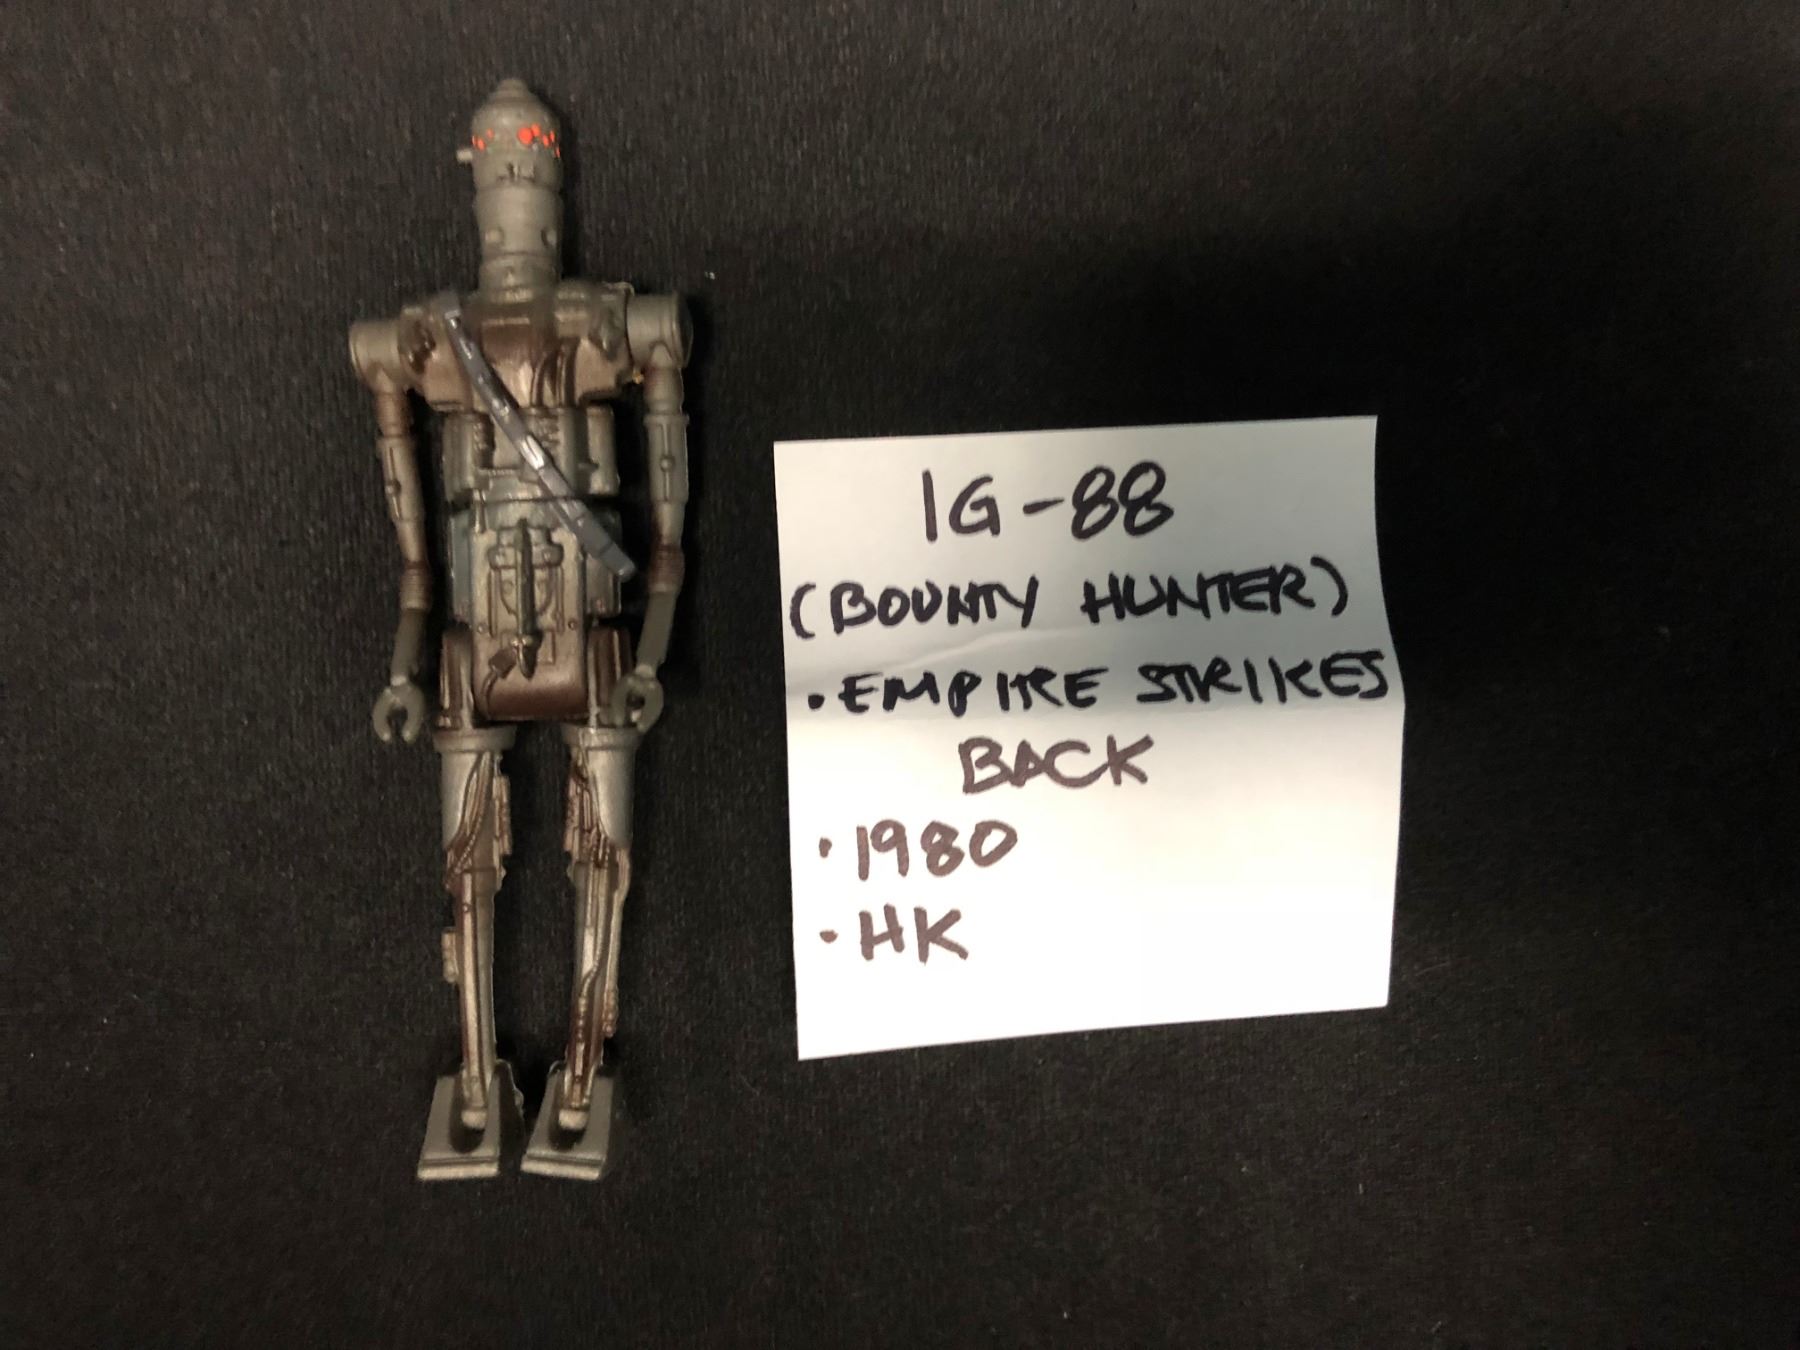 IG-88
(BOUNTY HUNTER)
• EMPIRE STRIKES
BACK
• 1980
• HK